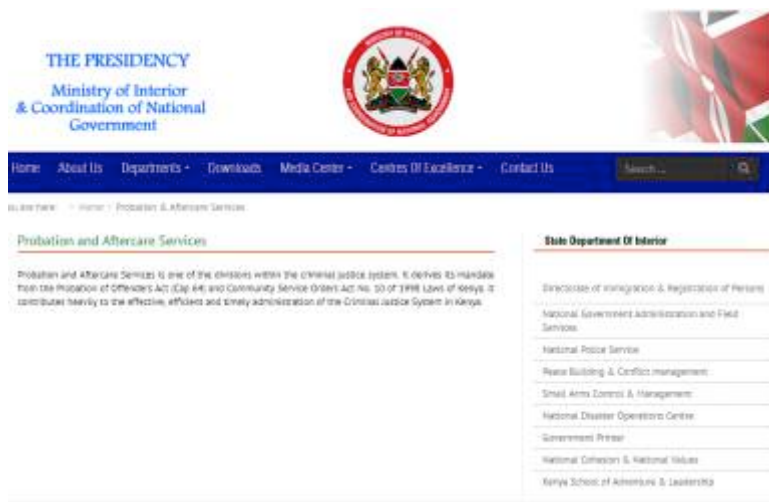 THE PRESIDENCY
Ministry of Interior
& Coordination of National
Government
Home About Us Departments Downloads Media Center Centres Of Excellence Contact Us Search ...
You are here: Home Probation & Aftercare Services
Probation and Aftercare Services
Probation and Aftercare Services is one of the divisions within the criminal justice system. It derives its mandate
from the Probation of Offenders Act (Cap 64) and Community Service Orders Act No. 10 of 1998 Laws of Kenya. It
contributes heavily to the effective, efficient and timely administration of the Criminal Justice System in Kenya.
State Department Of Interior
Directorate of Immigration & Registration of Persons
National Government Administration and Field
Services
National Police Service
Peace Building & Conflict management
Small Arms Control & Management
National Disaster Operations Centre
Government Printer
National Cohesion & National Values
Kenya School of Adventure & Leadership